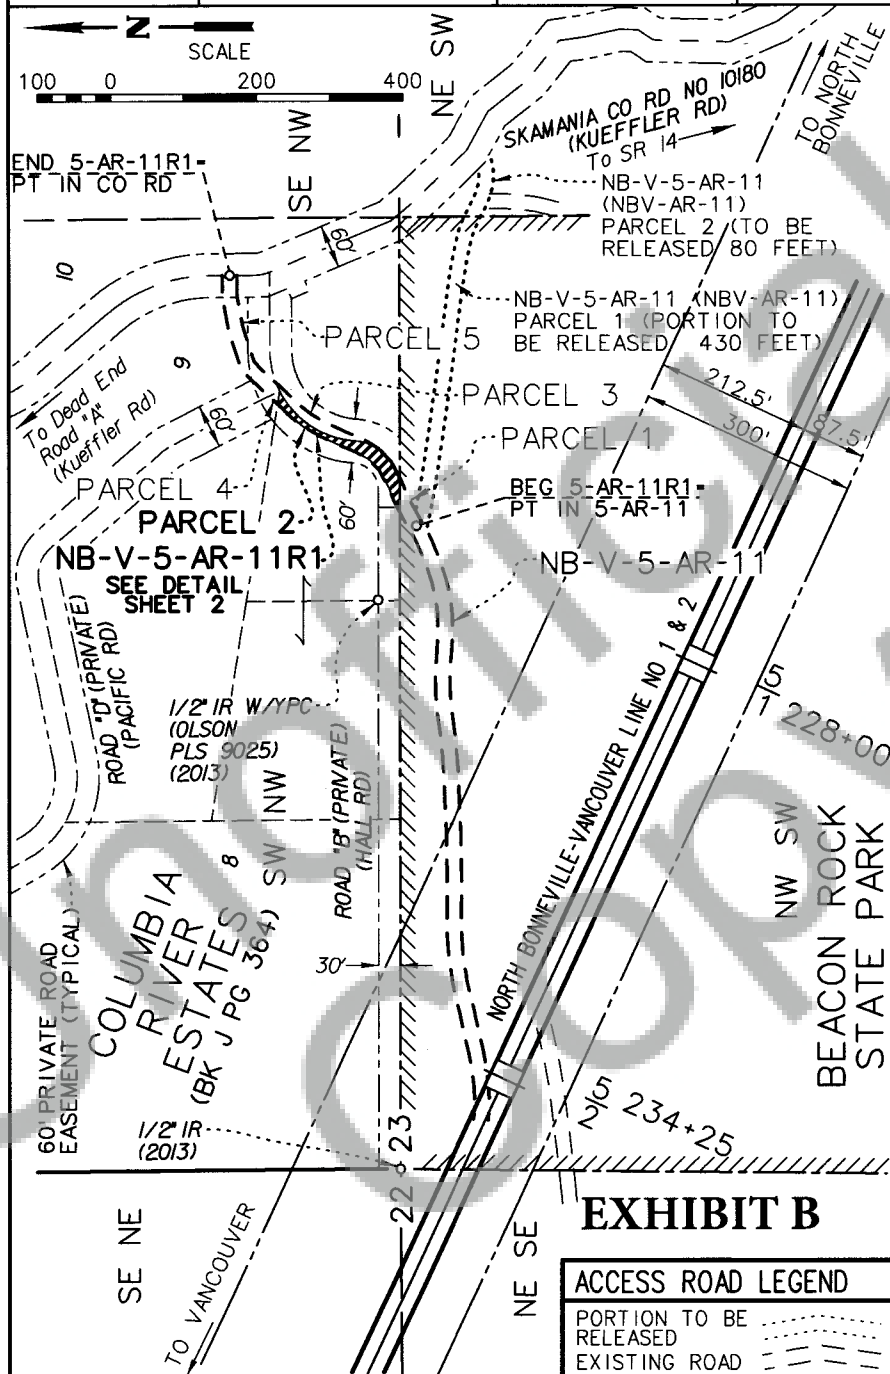 N
SCALE
100 0 200 400
NE SW
SE NW
SKAMANIA CO RD NO 10180
(KUEFFLER RD)
To SR 14
TO NORTH
BONNEVILLE
END 5-AR-11R1-
PT IN CO RD
NB-V-5-AR-11
(NBV-AR-11)
PARCEL 2 (TO BE
RELEASED 80 FEET)
60'
10
NB-V-5-AR-11 (NBV-AR-11)
PARCEL 1 (PORTION TO
BE RELEASED 430 FEET)
PARCEL 5
9
To Dead End
Road "A"
(Kueffler Rd)
60'
PARCEL 3
212.5'
300'
87.5'
PARCEL 1
PARCEL 4
BEG 5-AR-11R1-
PT IN 5-AR-11
60'
PARCEL 2
NB-V-5-AR-11R1
SEE DETAIL
SHEET 2
NB-V-5-AR-11
ROAD "D" (PRIVATE)
(PACIFIC RD)
1/2" IR W/YPC
(OLSON
PLS 9025)
(2013)
ROAD "B" (PRIVATE)
(HALL RD)
NORTH BONNEVILLE-VANCOUVER LINE NO 1 & 2
5
1
228+00
SW NW
8
NW SW
BEACON ROCK
STATE PARK
COLUMBIA
RIVER
ESTATES
(BK J PG 364)
30'
60' PRIVATE ROAD
EASEMENT (TYPICAL)
5
2
234+25
1/2" IR
(2013)
22 23
SE NE
TO VANCOUVER
NE SE
EXHIBIT B
ACCESS ROAD LEGEND
PORTION TO BE
RELEASED
EXISTING ROAD
Unofficial
Copy